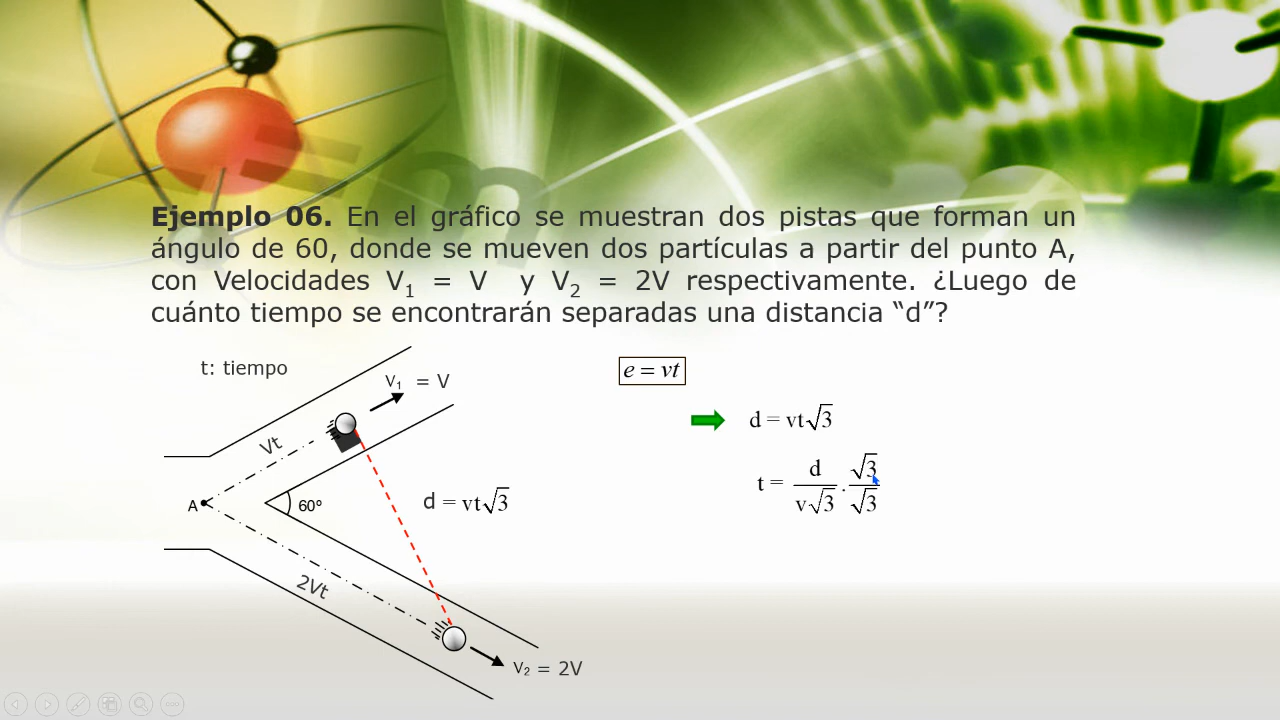 Ejemplo 06. En el gráfico se muestran dos pistas que forman un
ángulo de 60, donde se mueven dos partículas a partir del punto A,
con Velocidades V₁ = V y V₂ = 2V respectivamente. ¿Luego de
cuánto tiempo se encontrarán separadas una distancia “d”?
t: tiempo
V₁ = V
Vt
A
60º
d = vt√3
2Vt
V₂ = 2V
e = vt
d = vt√3
t = d/(v√3) . √3/√3